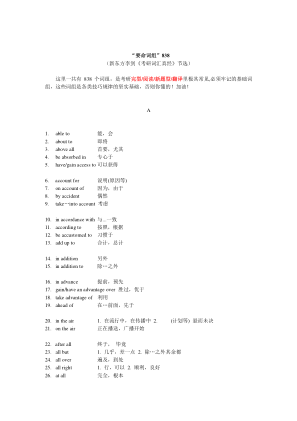 “要命词组”838
（新东方李剑《考研词汇真经》节选）
这里一共有 838 个词组，是考研完型/阅读/新题型/翻译里极其常见必须牢记的基础词
组，这些词组是各类技巧规律的坚实基础，否则你懂的！加油！
A
1. able to 能，会
2. about to 即将
3. above all 首要，尤其
4. be absorbed in 专心于
5. have/gain access to 可以获得
6. account for 说明(原因等)
7. on account of 因为，由于
8. by accident 偶然
9. take…into account 考虑
10. in accordance with 与…一致
11. according to 按照，根据
12. be accustomed to 习惯于
13. add up to 合计，总计
14. in addition 另外
15. in addition to 除…之外
16. in advance 提前，预先
17. gain/have an advantage over 胜过，优于
18. take advantage of 利用
19. ahead of 在…前面，先于
20. in the air 1. 在流行中，在传播中 2. (计划等) 悬而未决
21. on the air 正在播送，广播中
22. after all 终于，毕竟
23. all but 1. 几乎，差一点 2. 除…之外其余都
24. all over 遍及，到处
25. all right 1. 行，可以 2. 顺利，良好
26. at all 完全，根本